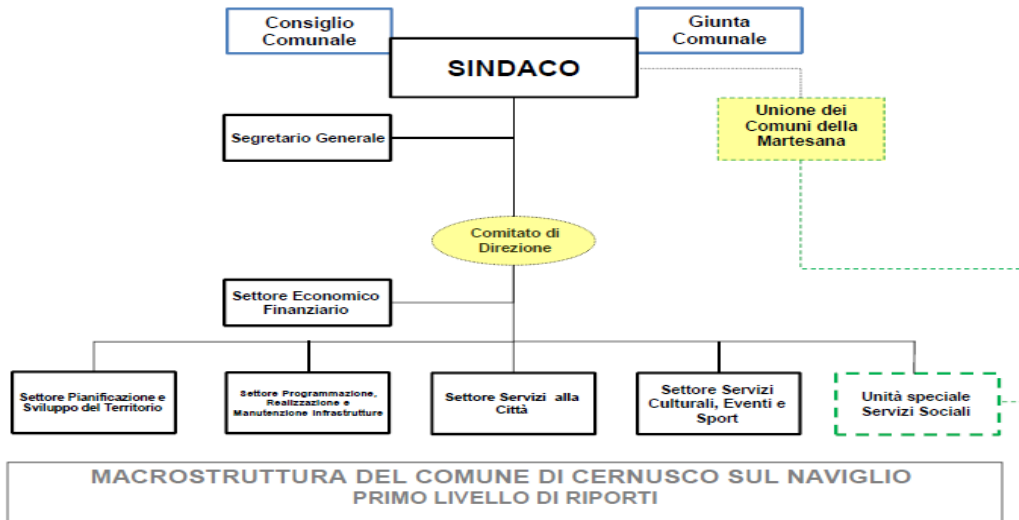 Consiglio
Comunale
Giunta
Comunale
SINDACO
Unione dei
Comuni della
Martesana
Segretario Generale
Comitato di
Direzione
Settore Economico
Finanziario
Settore Pianificazione e
Sviluppo del Territorio
Settore Programmazione,
Realizzazione e
Manutenzione Infrastrutture
Settore Servizi alla
Città
Settore Servizi
Culturali, Eventi e
Sport
Unità speciale
Servizi Sociali
MACROSTRUTTURA DEL COMUNE DI CERNUSCO SUL NAVIGLIO
PRIMO LIVELLO DI RIPORTI